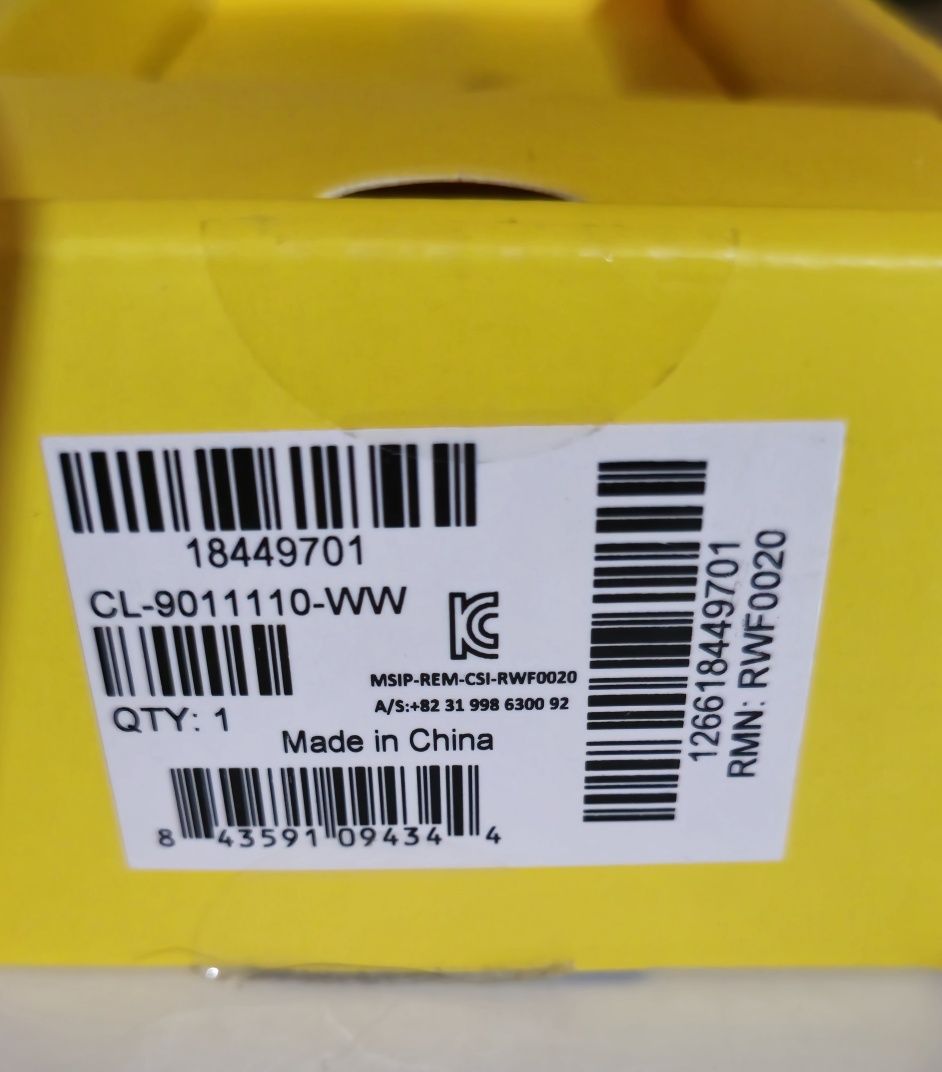 18449701
CL-9011110-WW
KC
MSIP-REM-CSI-RWF0020
A/S:+82 31 998 6300 92
QTY: 1
Made in China
8 43591 09434 4
126618449701
RMN: RWF0020